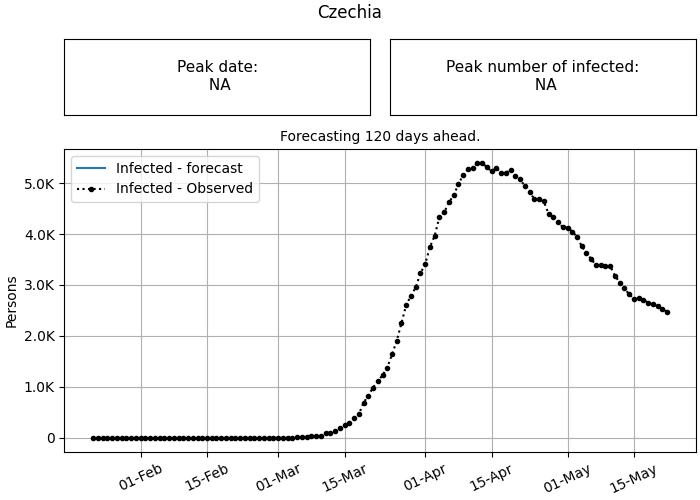 Czechia
Peak date:
NA
Peak number of infected:
NA
Forecasting 120 days ahead.
Infected - forecast
Infected - Observed
5.0K
4.0K
3.0K
2.0K
1.0K
0
Persons
01-Feb
15-Feb
01-Mar
15-Mar
01-Apr
15-Apr
01-May
15-May